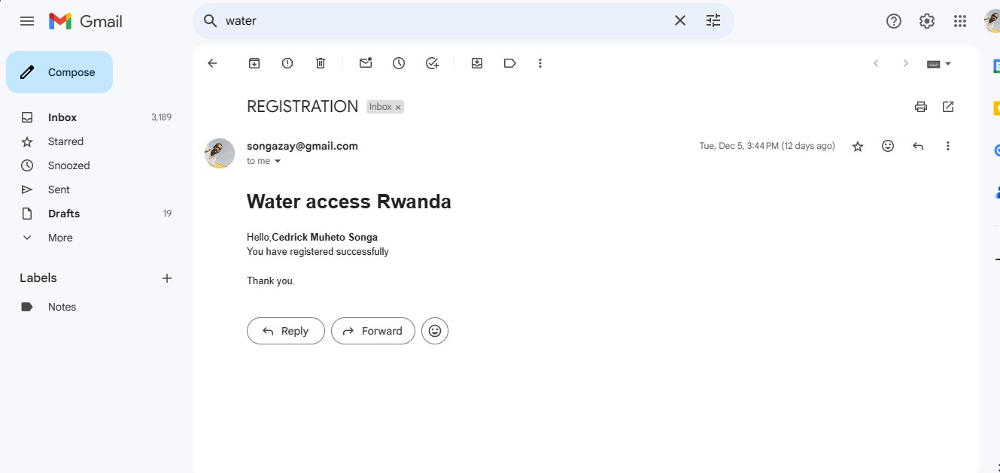 Gmail
water
Compose
Inbox 3,189
Starred
Snoozed
Sent
Drafts 19
More
Labels
Notes
REGISTRATION Inbox ×
songazay@gmail.com
Tue, Dec 5, 3:44 PM (12 days ago)
to me
Water access Rwanda
Hello,Cedrick Muheto Songa
You have registered successfully
Thank you.
Reply
Forward